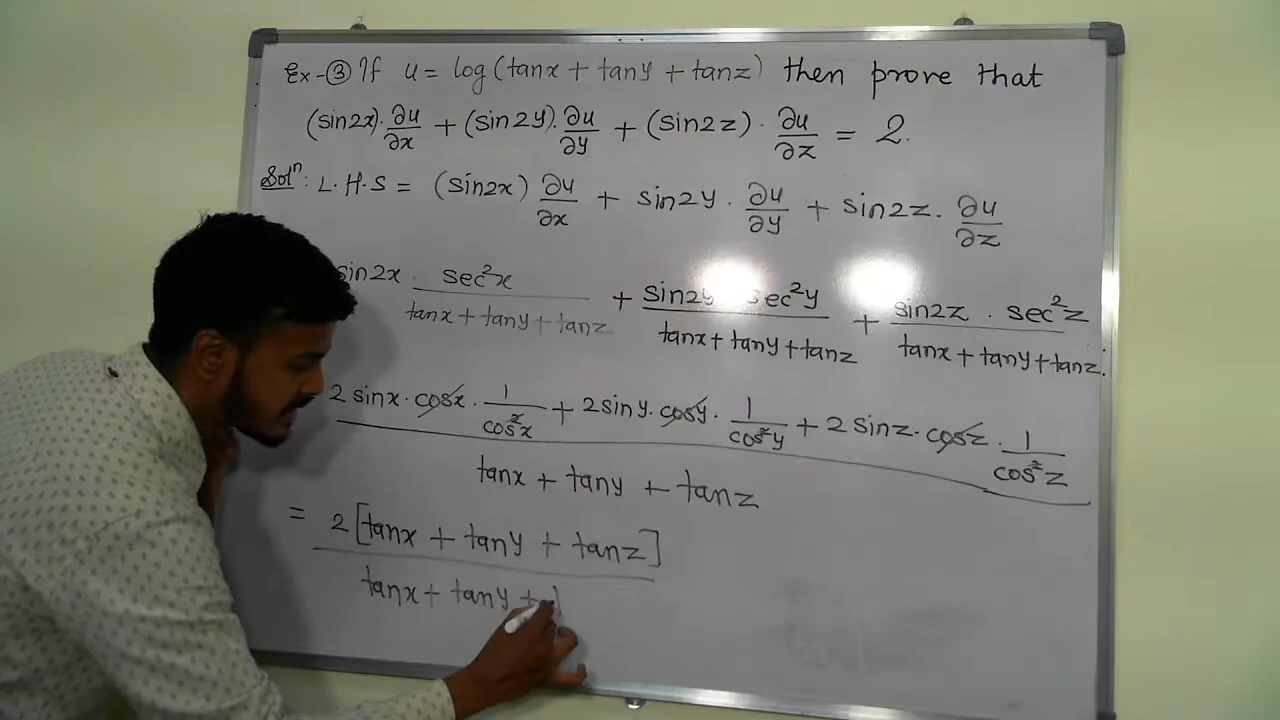 Ex-③ If u = log(tanx + tany + tanz) then prove that
(sin2x)·∂u/∂x + (sin2y)·∂u/∂y + (sin2z)·∂u/∂z = 2.
Solⁿ: L.H.S = (sin2x) ∂u/∂x + sin2y·∂u/∂y + sin2z·∂u/∂z
sin2x · sec²x/(tanx + tany + tanz) + sin2y sec²y/(tanx + tany + tanz) + sin2z · sec²z/(tanx + tany + tanz).
2 sinx·cosx · 1/cos²x + 2 siny·cosy · 1/cos²y + 2 sinz·cosz · 1/cos²z
tanx + tany + tanz
= 2[tanx + tany + tanz]
tanx + tany +